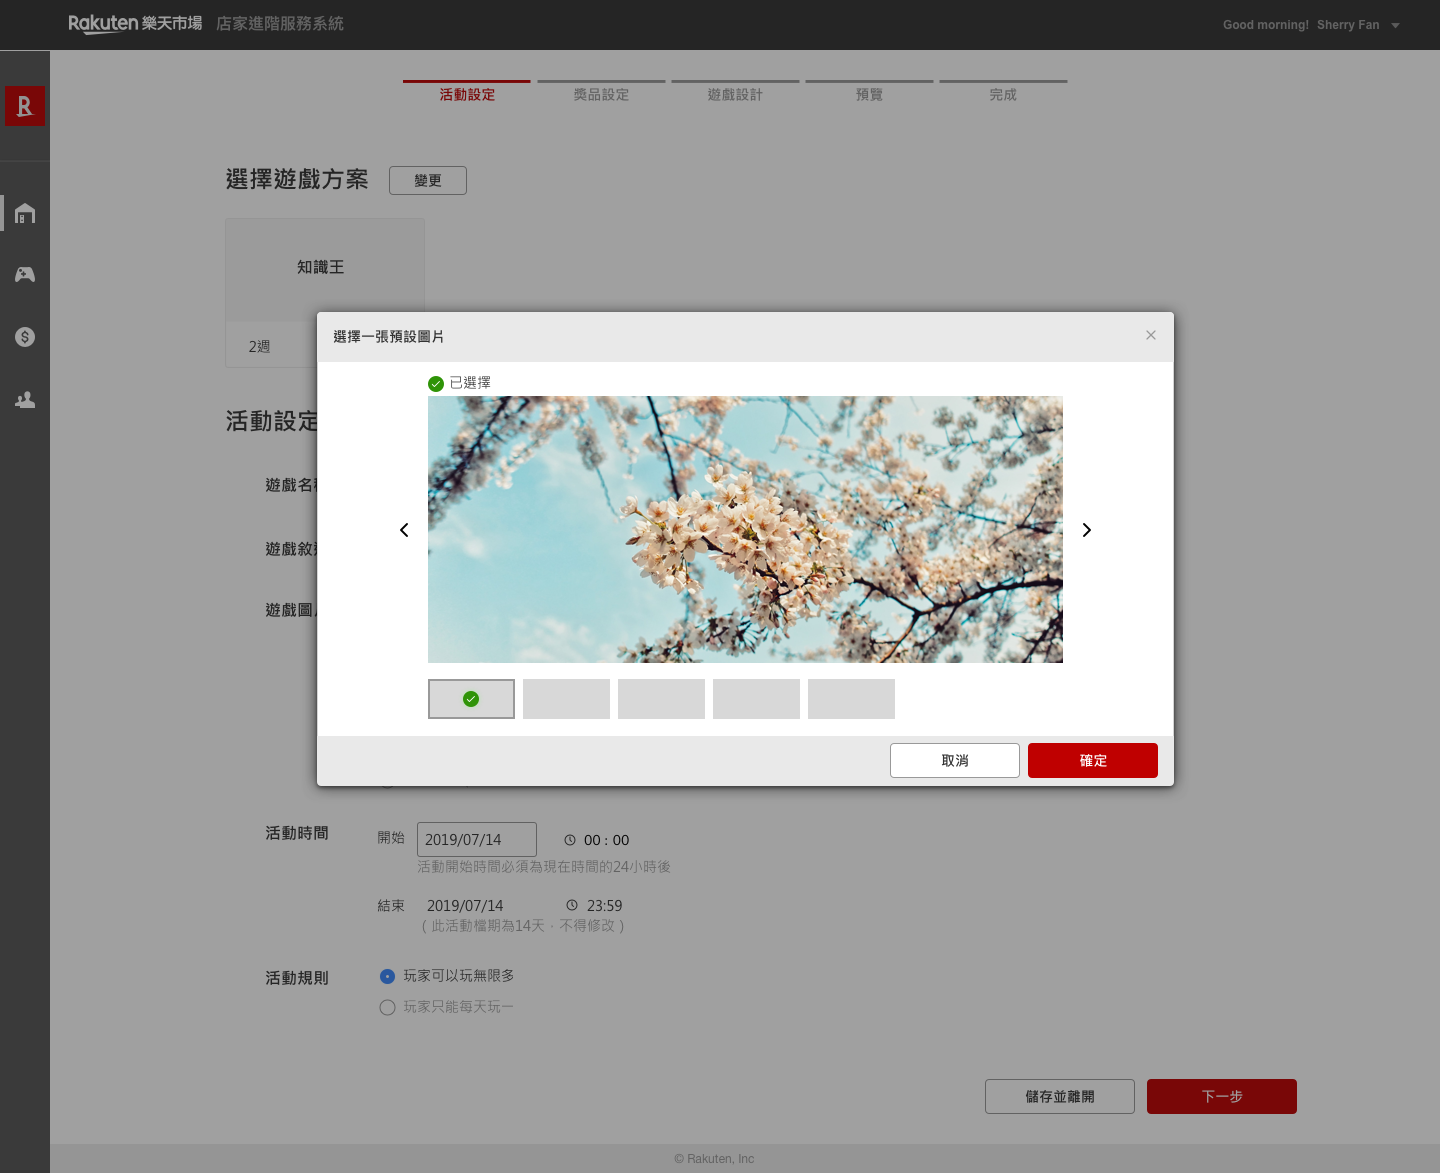 Rakuten 樂天市場 店家進階服務系統
Good morning! Sherry Fan
R
活動設定 獎品設定 遊戲設計 預覽 完成
選擇遊戲方案 變更
知識王
2週
選擇一張預設圖片
已選擇
活動設定
遊戲名
遊戲敘
遊戲圖
取消 確定
活動時間 開始 2019/07/14 00 : 00
活動開始時間必須為現在時間的24小時後
結束 2019/07/14 23:59
( 此活動檔期為14天，不得修改 )
活動規則 玩家可以玩無限多
玩家只能每天玩一
儲存並離開 下一步
© Rakuten, Inc